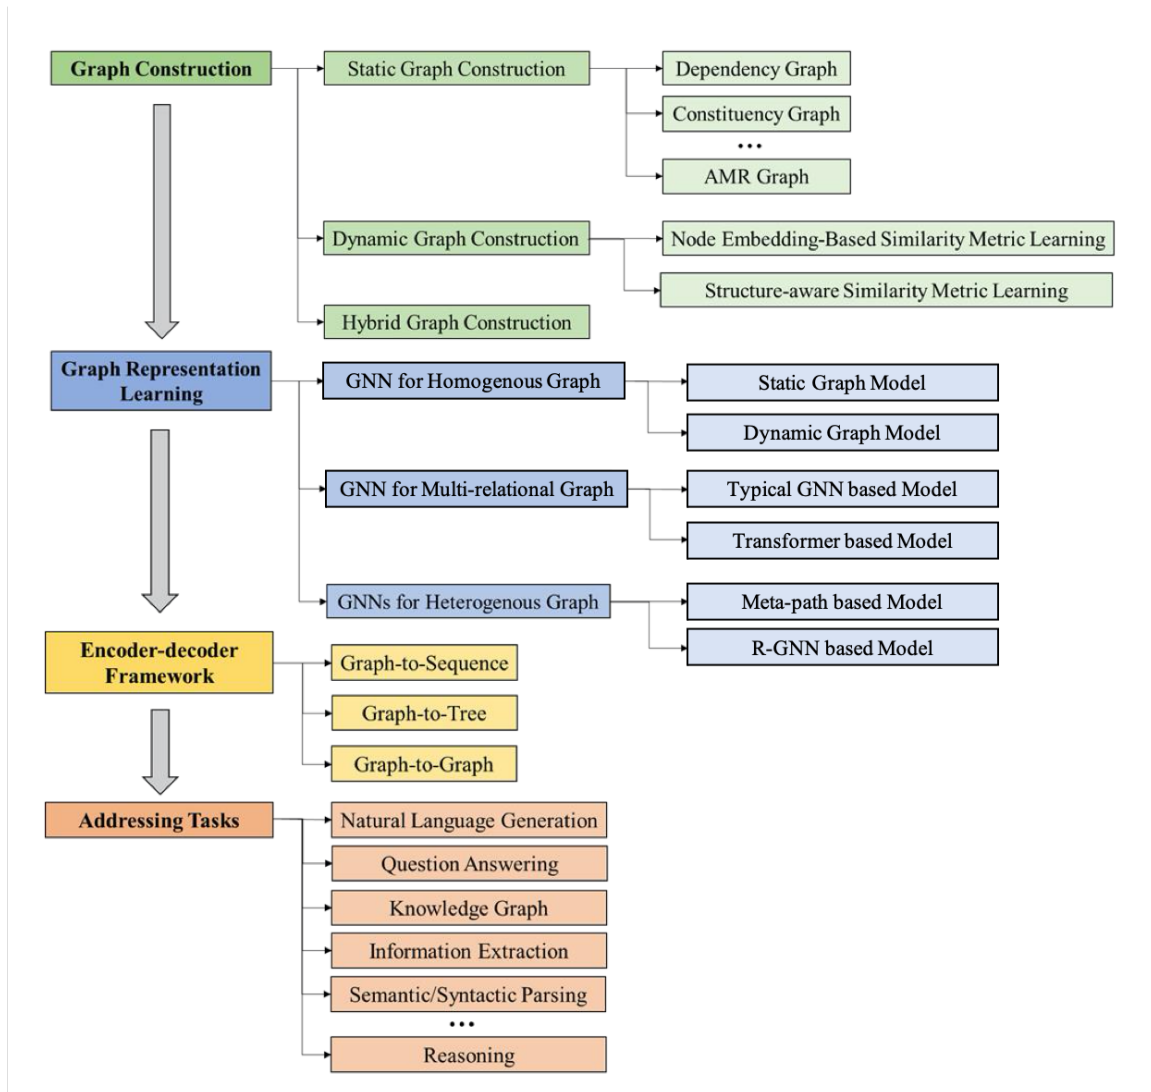 Graph Construction
Static Graph Construction
Dependency Graph
Constituency Graph
...
AMR Graph
Dynamic Graph Construction
Node Embedding-Based Similarity Metric Learning
Structure-aware Similarity Metric Learning
Hybrid Graph Construction
Graph Representation
Learning
GNN for Homogenous Graph
Static Graph Model
Dynamic Graph Model
GNN for Multi-relational Graph
Typical GNN based Model
Transformer based Model
GNNs for Heterogenous Graph
Meta-path based Model
R-GNN based Model
Encoder-decoder
Framework
Graph-to-Sequence
Graph-to-Tree
Graph-to-Graph
Addressing Tasks
Natural Language Generation
Question Answering
Knowledge Graph
Information Extraction
Semantic/Syntactic Parsing
...
Reasoning